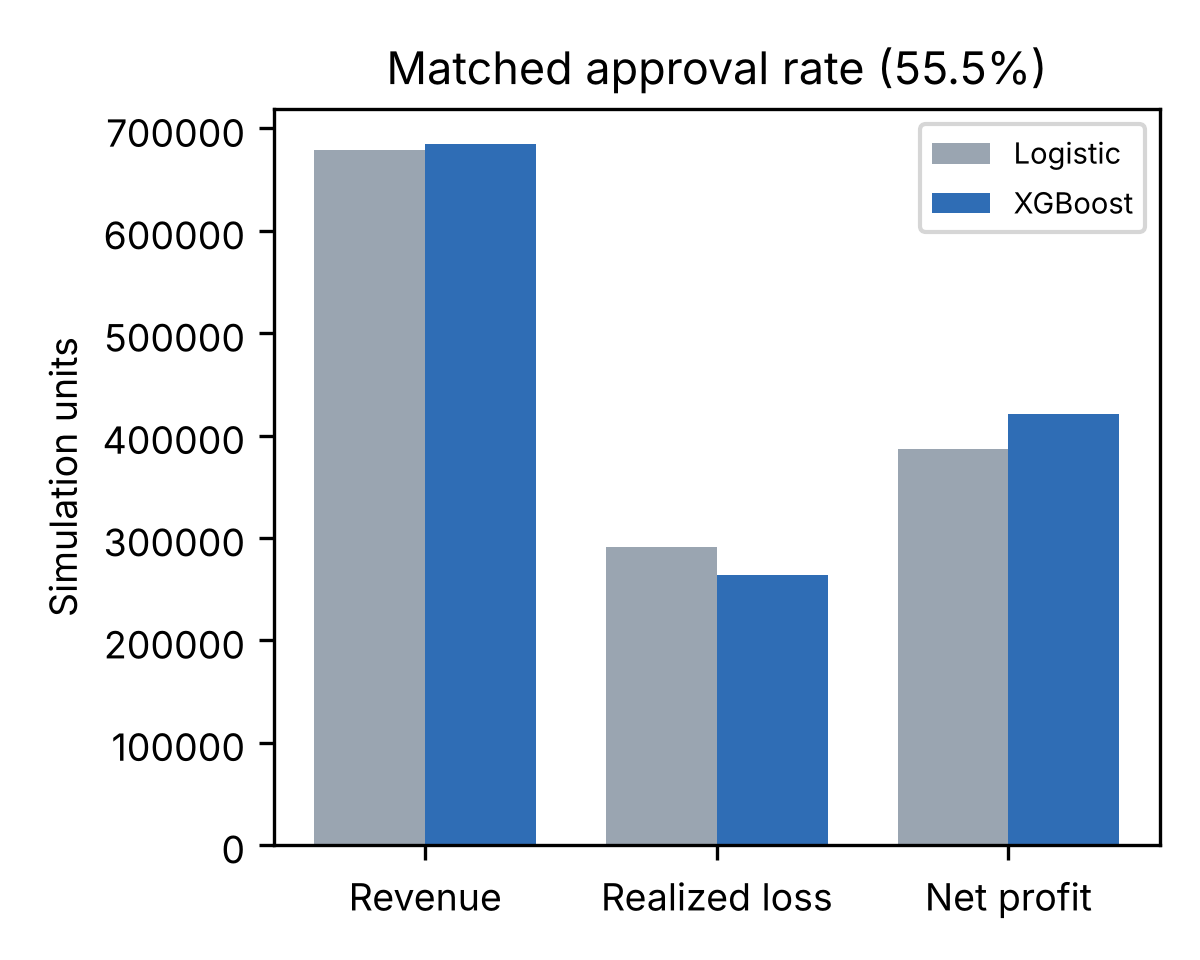 Matched approval rate (55.5%)
700000
600000
500000
400000
300000
200000
100000
0
Simulation units
Logistic
XGBoost
Revenue
Realized loss
Net profit